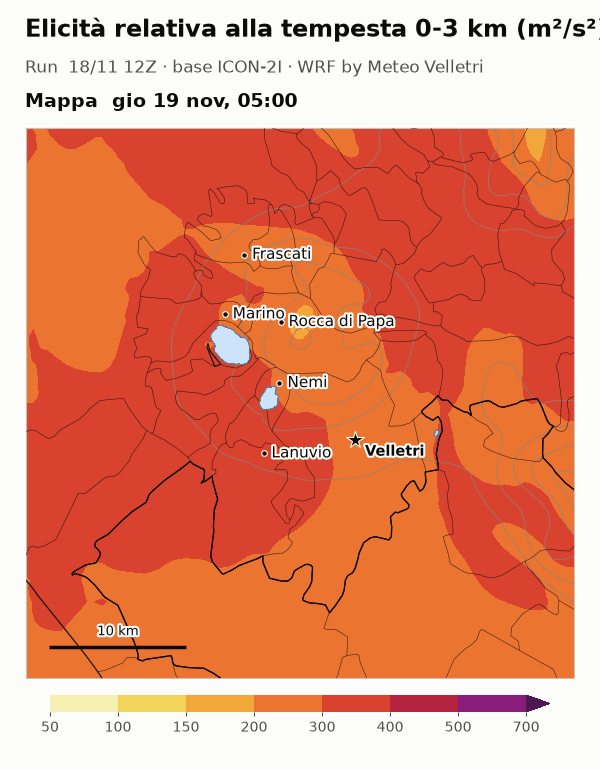 Elicità relativa alla tempesta 0-3 km (m²/s²)
Run  18/11 12Z · base ICON-2I · WRF by Meteo Velletri
Mappa  gio 19 nov, 05:00
Frascati
Marino
Rocca di Papa
Nemi
Velletri
Lanuvio
10 km
50 100 150 200 300 400 500 700